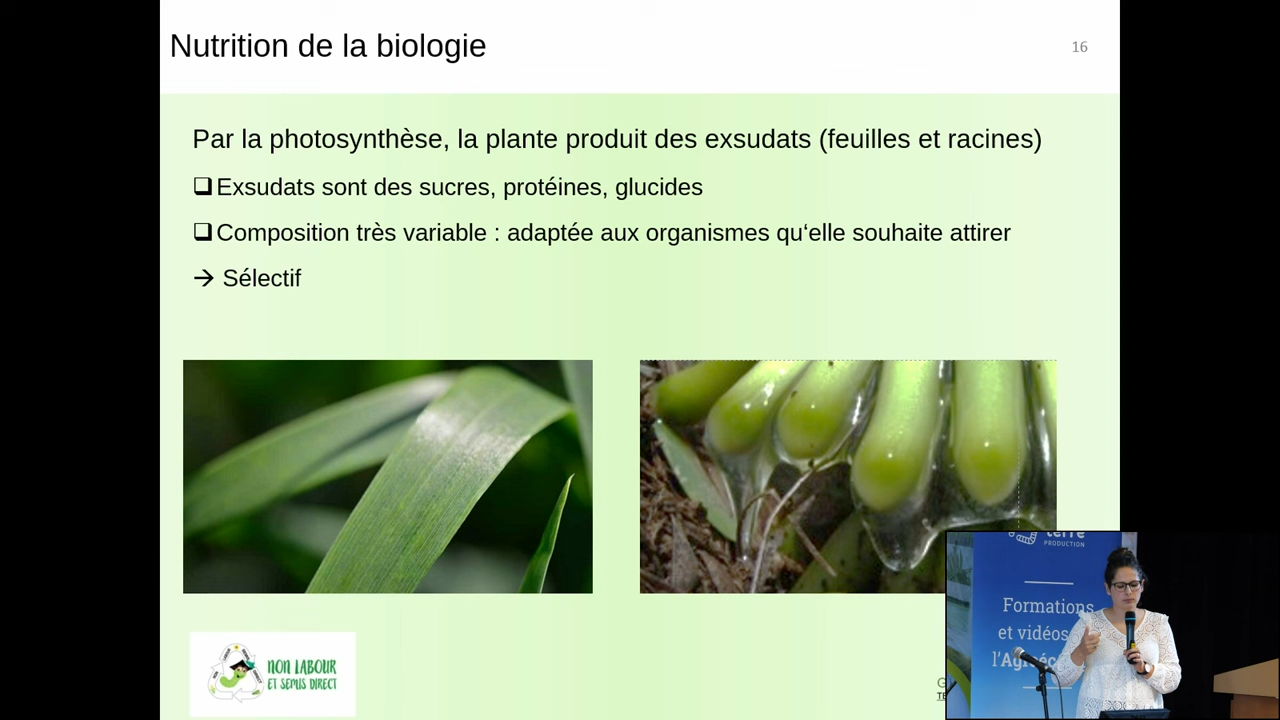 Nutrition de la biologie
16
Par la photosynthèse, la plante produit des exsudats (feuilles et racines)
❑Exsudats sont des sucres, protéines, glucides
❑Composition très variable : adaptée aux organismes qu‘elle souhaite attirer
→ Sélectif
NON LABOUR
ET SEMIS DIRECT
terre
PRODUCTION
Formations
et vidéos